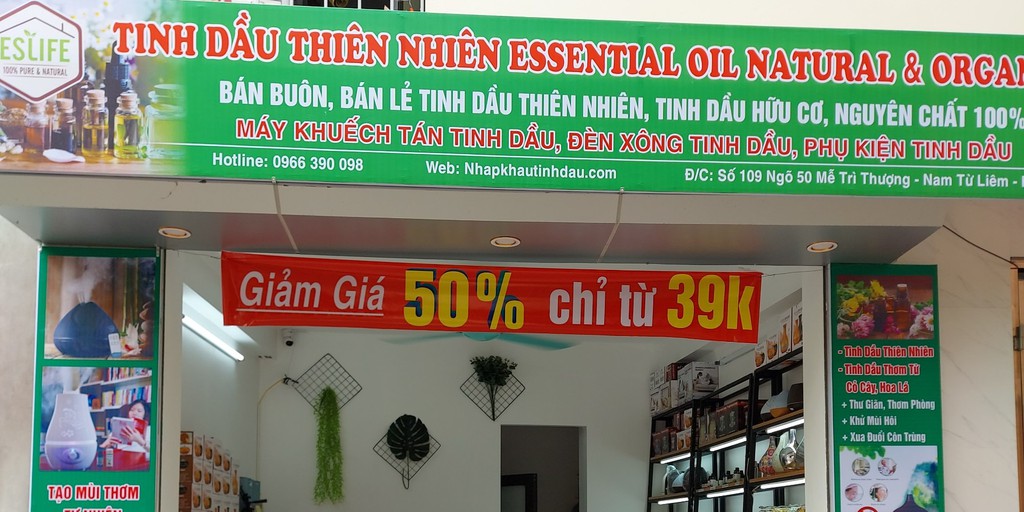 ESLIFE
100% PURE & NATURAL
TINH DẦU THIÊN NHIÊN ESSENTIAL OIL NATURAL &
BÁN BUÔN, BÁN LẺ TINH DẦU THIÊN NHIÊN, TINH DẦU HỮU CƠ, NGUYÊN CHẤT 100%
MÁY KHUẾCH TÁN TINH DẦU, ĐÈN XÔNG TINH DẦU, PHỤ KIỆN TINH DẦU
Hotline: 0966 390 098 Web: Nhapkhautinhdau.com Đ/C: Số 109 Ngõ 50 Mễ Trì Thượng - Nam Từ Liêm -
Giảm Giá 50% chỉ từ 39k
TẠO MÙI THƠM
TỰ NHIÊN
- Tinh Dầu Thiên Nhiên
- Tinh Dầu Thơm Từ
Cỏ Cây, Hoa Lá
+ Thư Giãn, Thơm Phòng
+ Khử Mùi Hôi
+ Xua Đuổi Côn Trùng